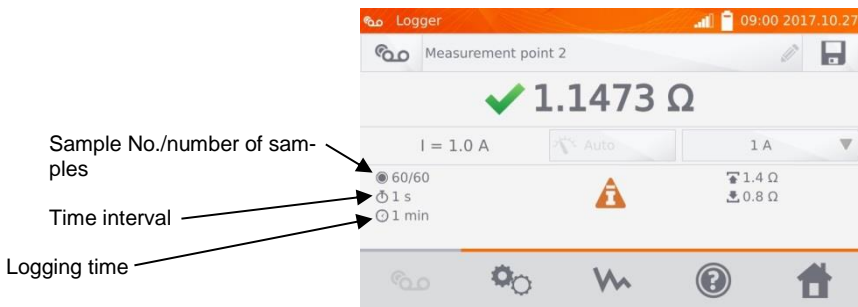 Logger
09:00 2017.10.27
Measurement point 2
1.1473 Ω
I = 1.0 A
Auto
1 A
Sample No./number of sam-
ples
60/60
1.4 Ω
Time interval
1 s
0.8 Ω
Logging time
1 min